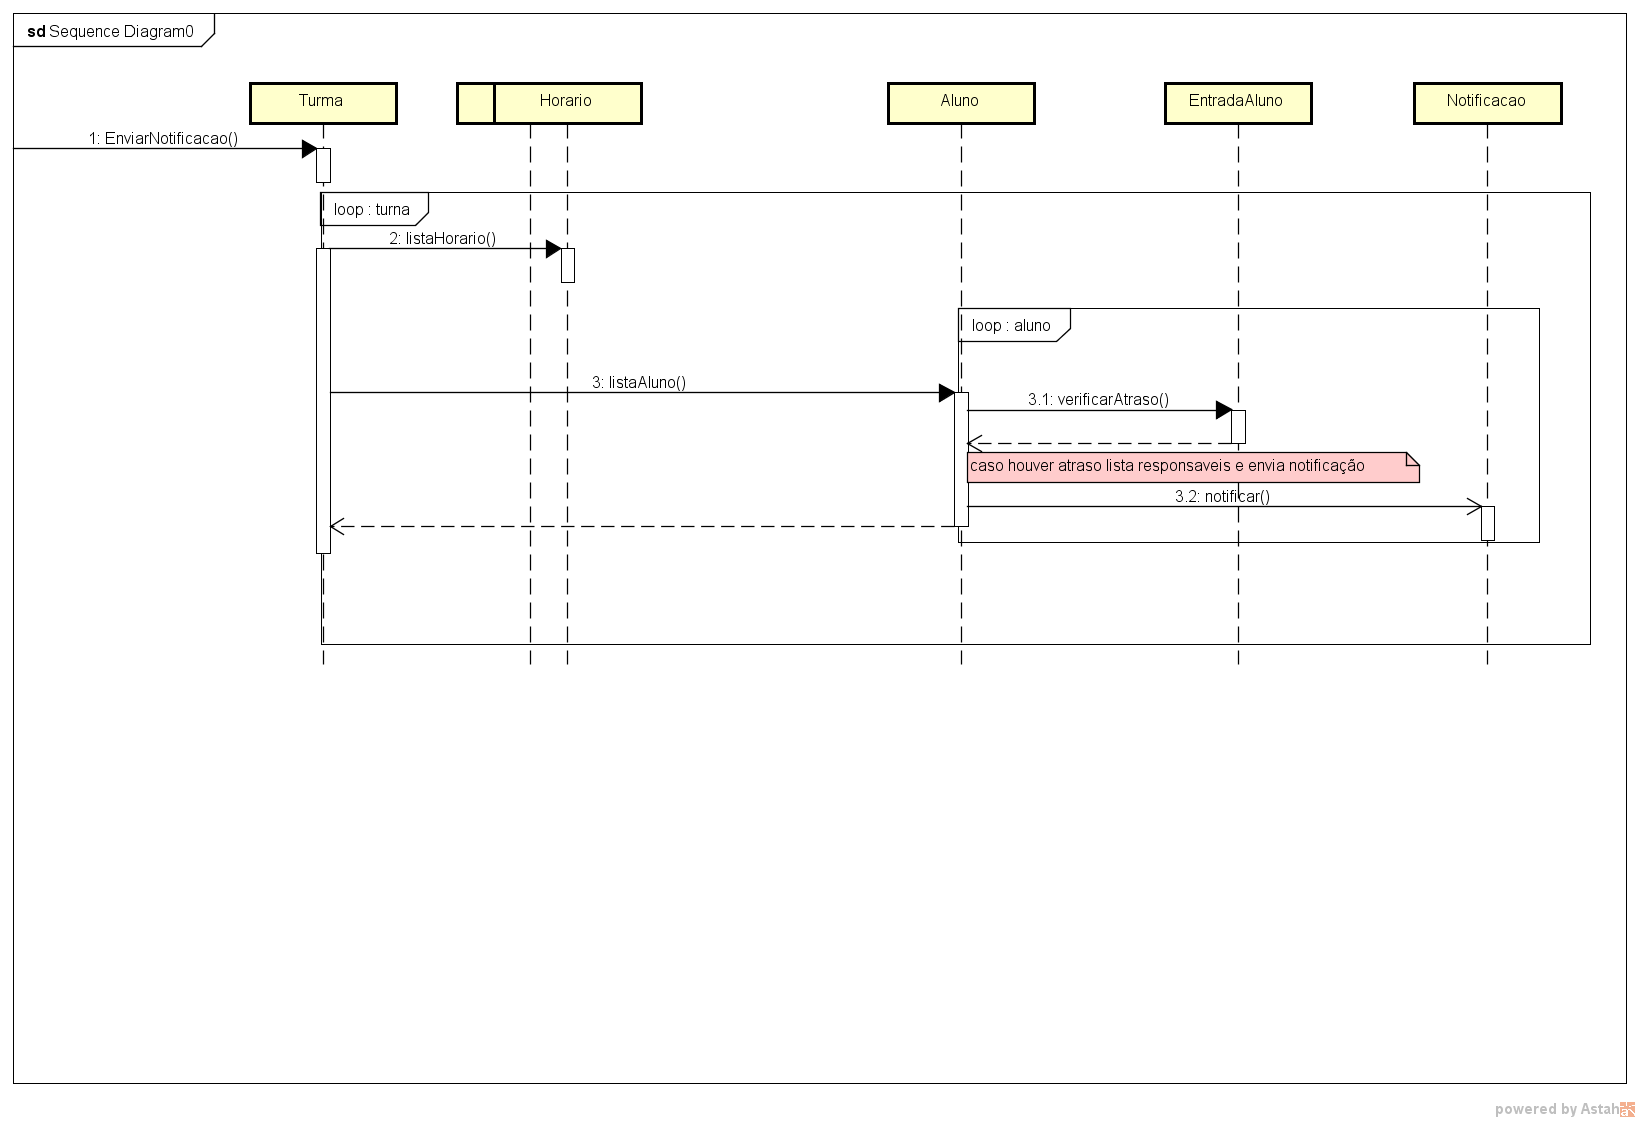 sd Sequence Diagram0
Turma
Horario
Aluno
EntradaAluno
Notificacao
1: EnviarNotificacao()
loop : turna
2: listaHorario()
loop : aluno
3: listaAluno()
3.1: verificarAtraso()
caso houver atraso lista responsaveis e envia notificação
3.2: notificar()
powered by Astah